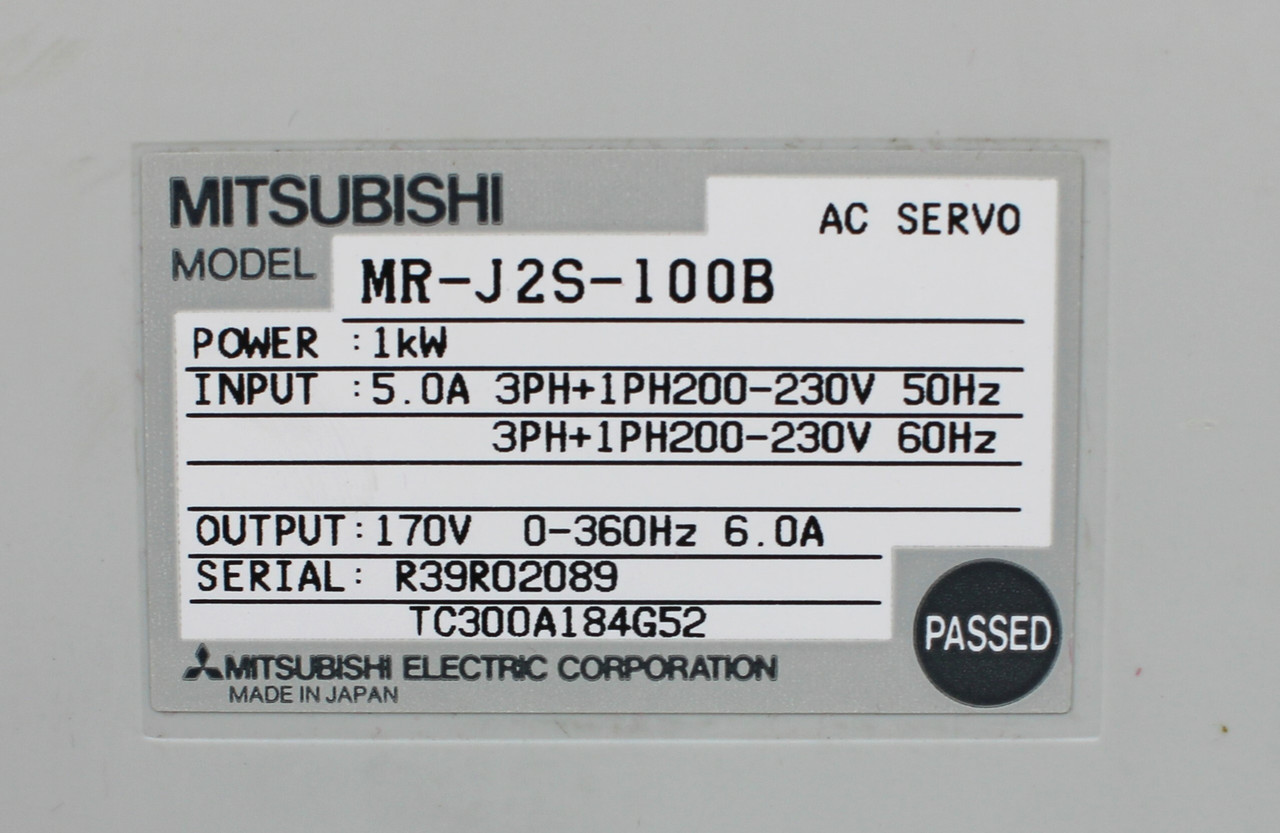 MITSUBISHI
AC SERVO
MODEL MR-J2S-100B
POWER :1kW
INPUT :5.0A 3PH+1PH200-230V 50Hz
3PH+1PH200-230V 60Hz
OUTPUT:170V 0-360Hz 6.0A
SERIAL: R39R02089
TC300A184G52
PASSED
MITSUBISHI ELECTRIC CORPORATION
MADE IN JAPAN